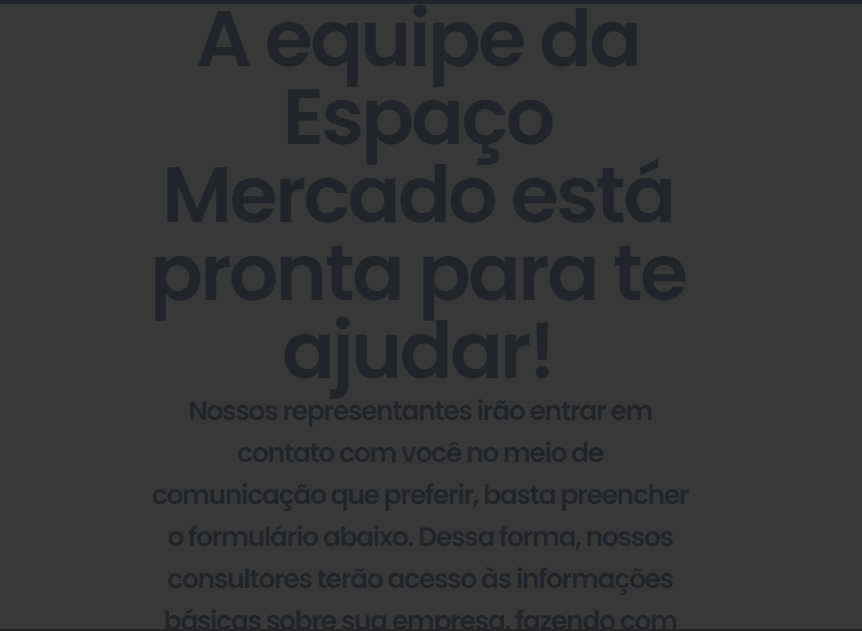 A equipe da
Espaço
Mercado está
pronta para te
ajudar!
Nossos representantes irão entrar em
contato com você no meio de
comunicação que preferir, basta preencher
o formulário abaixo. Dessa forma, nossos
consultores terão acesso às informações
básicas sobre sua empresa, fazendo com